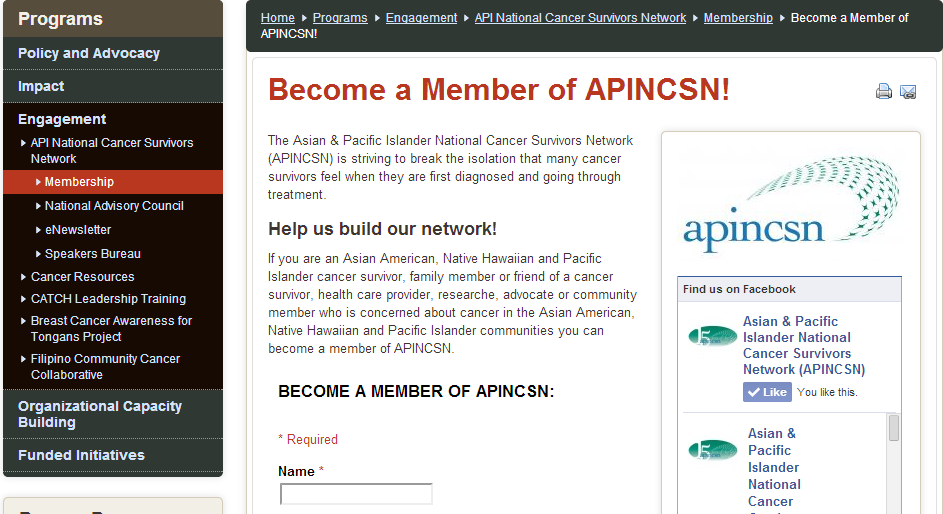 Programs
Policy and Advocacy
Impact
Engagement
API National Cancer Survivors
Network
Membership
National Advisory Council
eNewsletter
Speakers Bureau
Cancer Resources
CATCH Leadership Training
Breast Cancer Awareness for
Tongans Project
Filipino Community Cancer
Collaborative
Organizational Capacity
Building
Funded Initiatives
Home Programs Engagement API National Cancer Survivors Network Membership Become a Member of
APINCSN!
Become a Member of APINCSN!
The Asian & Pacific Islander National Cancer Survivors Network
(APINCSN) is striving to break the isolation that many cancer
survivors feel when they are first diagnosed and going through
treatment.
Help us build our network!
If you are an Asian American, Native Hawaiian and Pacific
Islander cancer survivor, family member or friend of a cancer
survivor, health care provider, researche, advocate or community
member who is concerned about cancer in the Asian American,
Native Hawaiian and Pacific Islander communities you can
become a member of APINCSN.
BECOME A MEMBER OF APINCSN:
* Required
Name *
apincsn
Find us on Facebook
Asian & Pacific
Islander National
Cancer Survivors
Network (APINCSN)
Like You like this.
Asian &
Pacific
Islander
National
Cancer